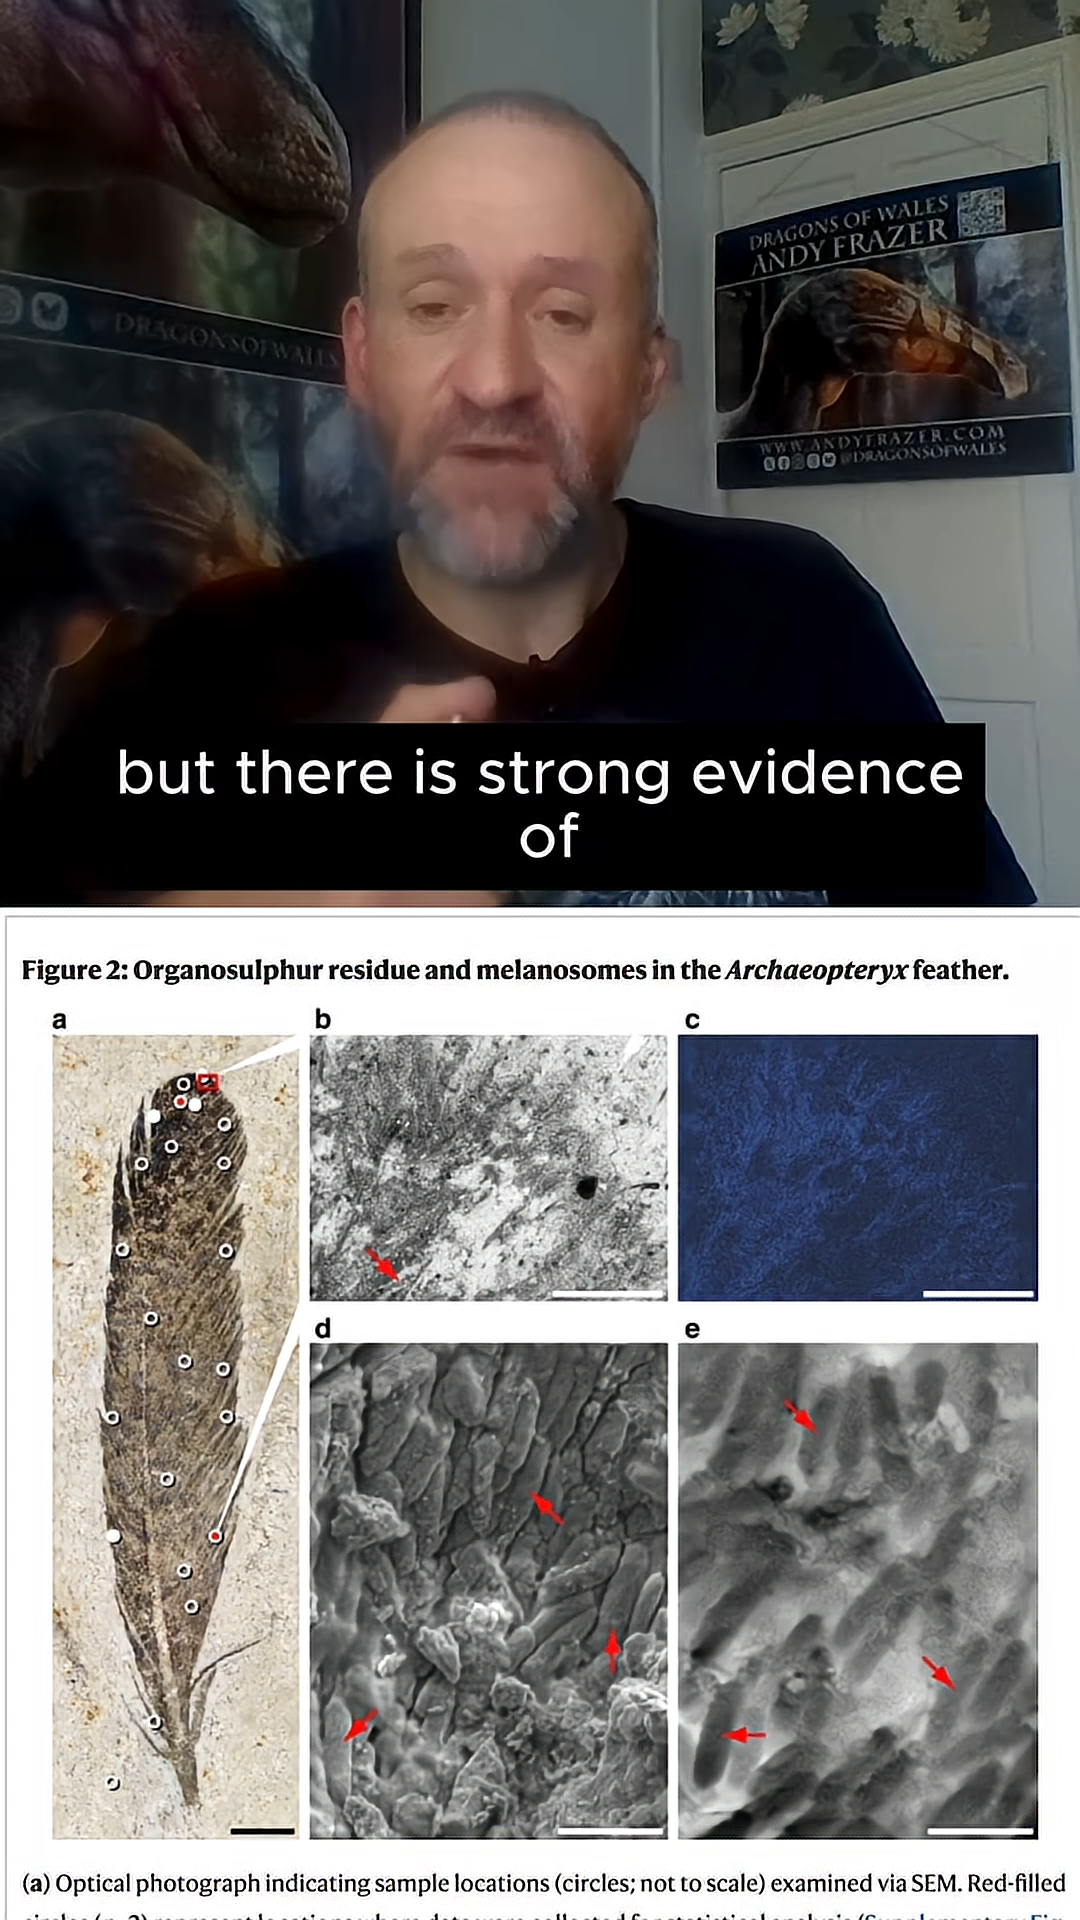 DRAGONS OF WALES
ANDY FRAZER
DRAGONSOFWALES
WWW.ANDYFRAZER.COM
@DRAGONSOFWALES
but there is strong evidence
of
Figure 2: Organosulphur residue and melanosomes in the Archaeopteryx feather.
a
b
c
d
e
(a) Optical photograph indicating sample locations (circles; not to scale) examined via SEM. Red-filled